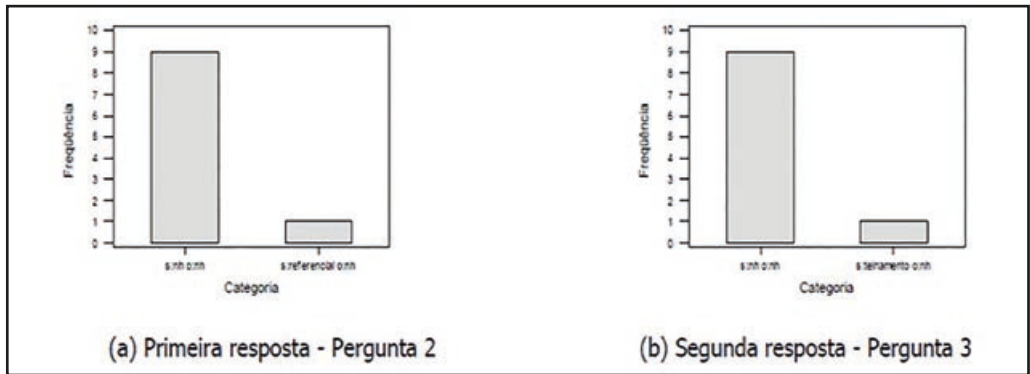 10
9
8
7
6
5
4
3
2
1
0
Freqüência
s:nh o:nh
s:referencial o:nh
Categoria
(a) Primeira resposta - Pergunta 2
10
9
8
7
6
5
4
3
2
1
0
Freqüência
s:nh o:nh
s:teinamento o:nh
Categoria
(b) Segunda resposta - Pergunta 3